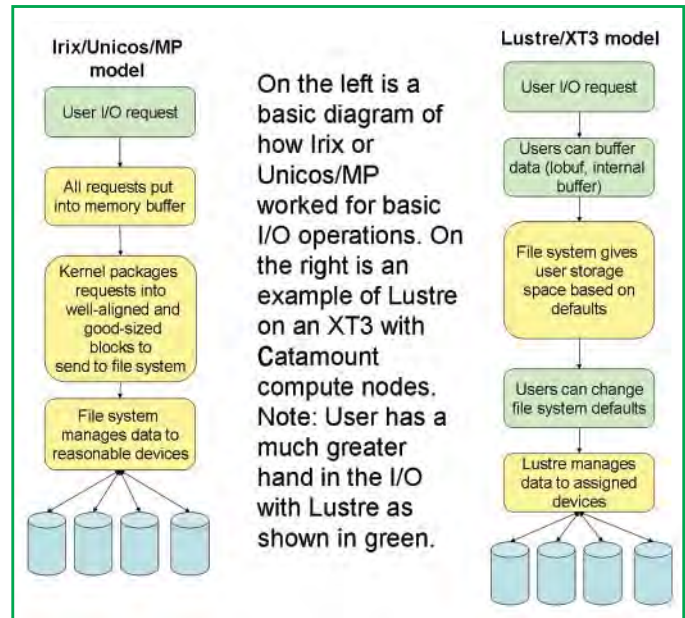 Irix/Unicos/MP
model
User I/O request
All requests put
into memory buffer
Kernel packages
requests into
well-aligned and
good-sized
blocks to
send to file system
File system
manages data to
reasonable devices
On the left is a
basic diagram of
how Irix or
Unicos/MP
worked for basic
I/O operations. On
the right is an
example of Lustre
on an XT3 with
Catamount
compute nodes.
Note: User has a
much greater
hand in the I/O
with Lustre as
shown in green.
Lustre/XT3 model
User I/O request
Users can buffer
data (Iobuf, internal
buffer)
File system gives
user storage
space based on
defaults
Users can change
file system defaults
Lustre manages
data to assigned
devices